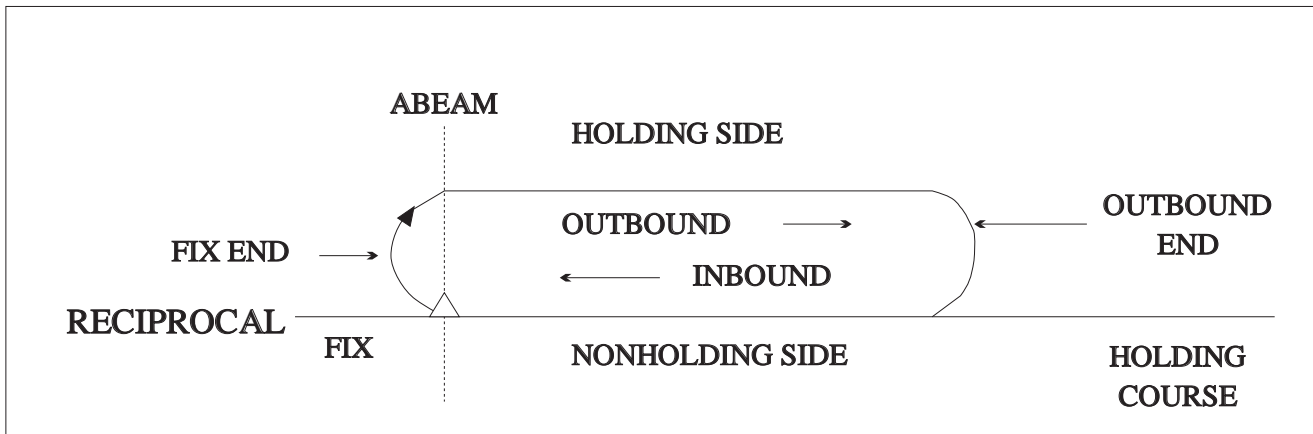 ABEAM
HOLDING SIDE
OUTBOUND
OUTBOUND
END
FIX END
INBOUND
RECIPROCAL
FIX
NONHOLDING SIDE
HOLDING
COURSE